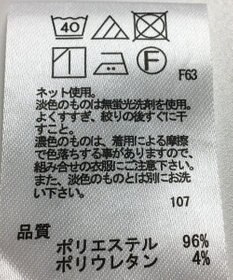 40
F
F63
ネット使用。
淡色のものは無蛍光洗剤を使用。
よくすすぎ、絞りの後すぐに干
すこと。
濃色のものは、着用による摩擦
で色落ちする事がありますので、
組み合せの衣服にご注意下さい。
また、淡色のものとは別にお洗
い下さい。
107
品質
ポリエステル 96%
ポリウレタン 4%